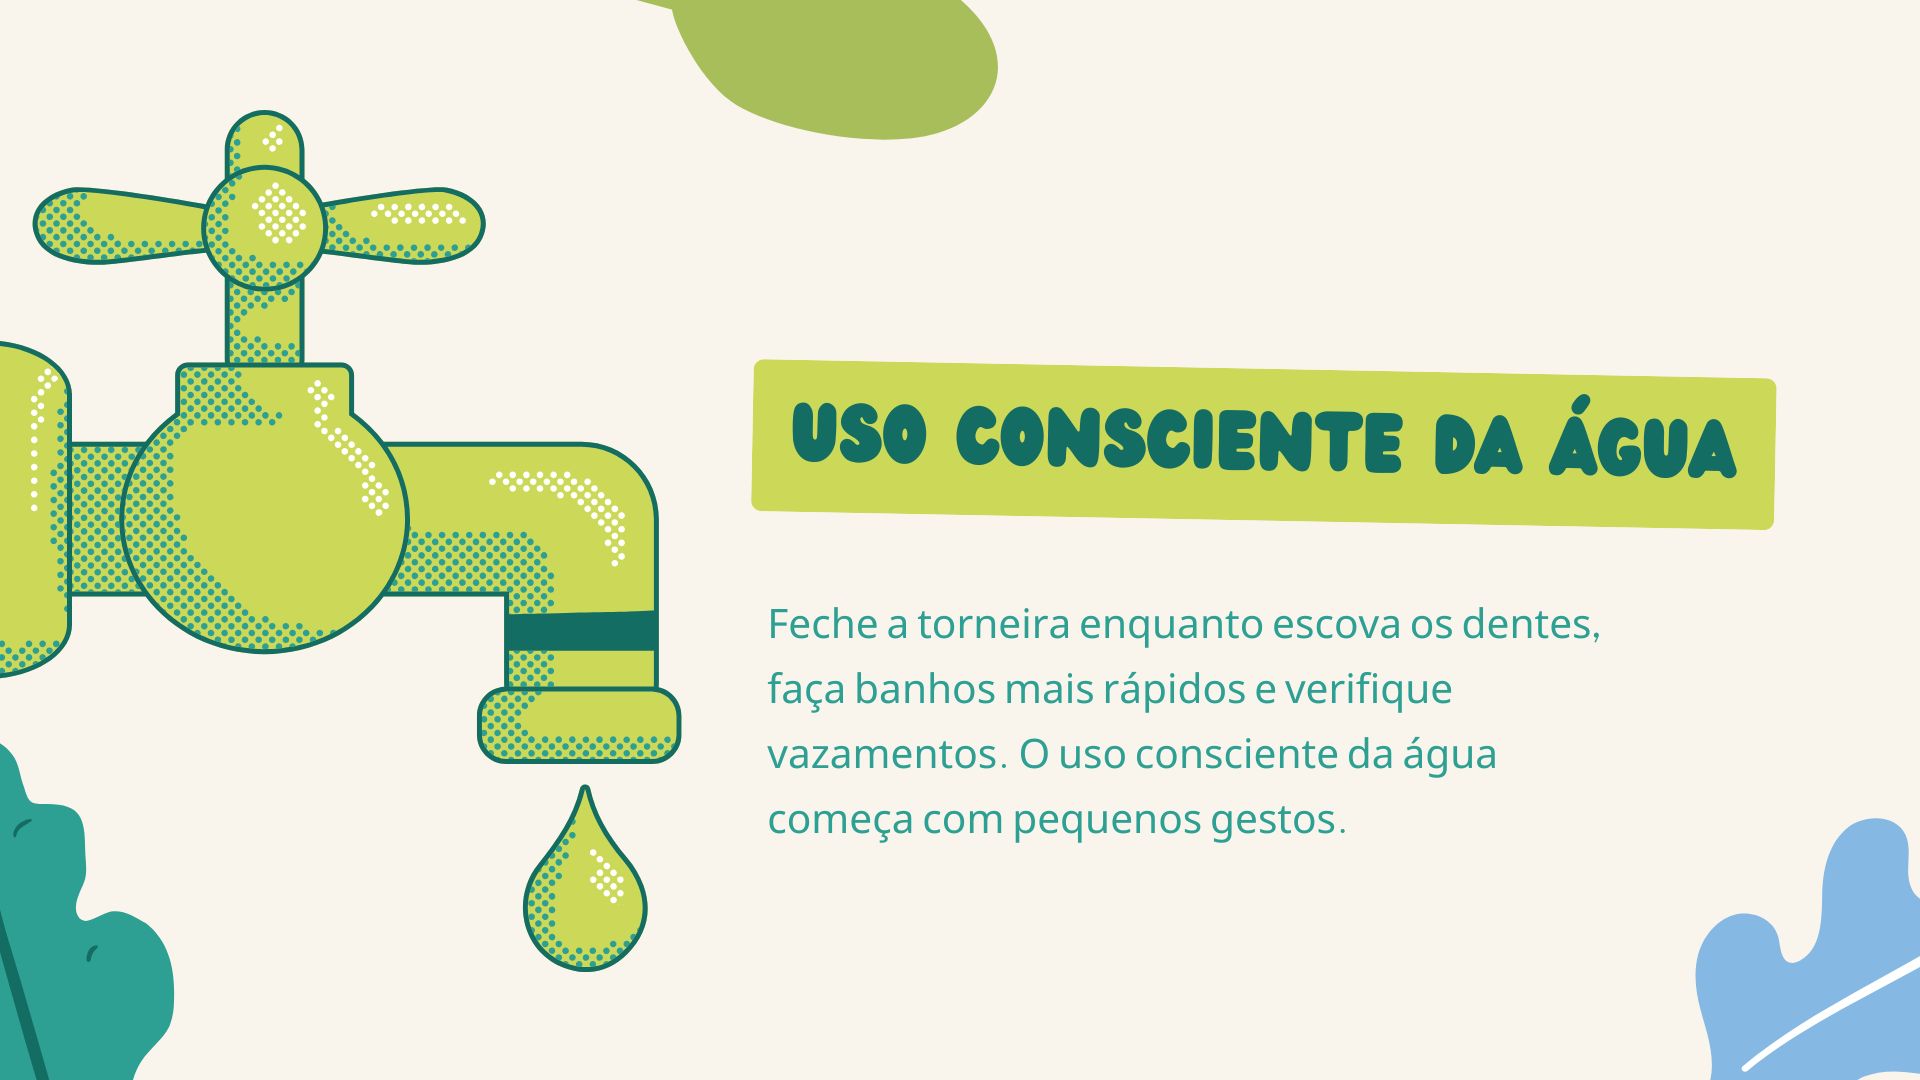 USO CONSCIENTE DA ÁGUA
Feche a torneira enquanto escova os dentes,
faça banhos mais rápidos e verifique
vazamentos. O uso consciente da água
começa com pequenos gestos.